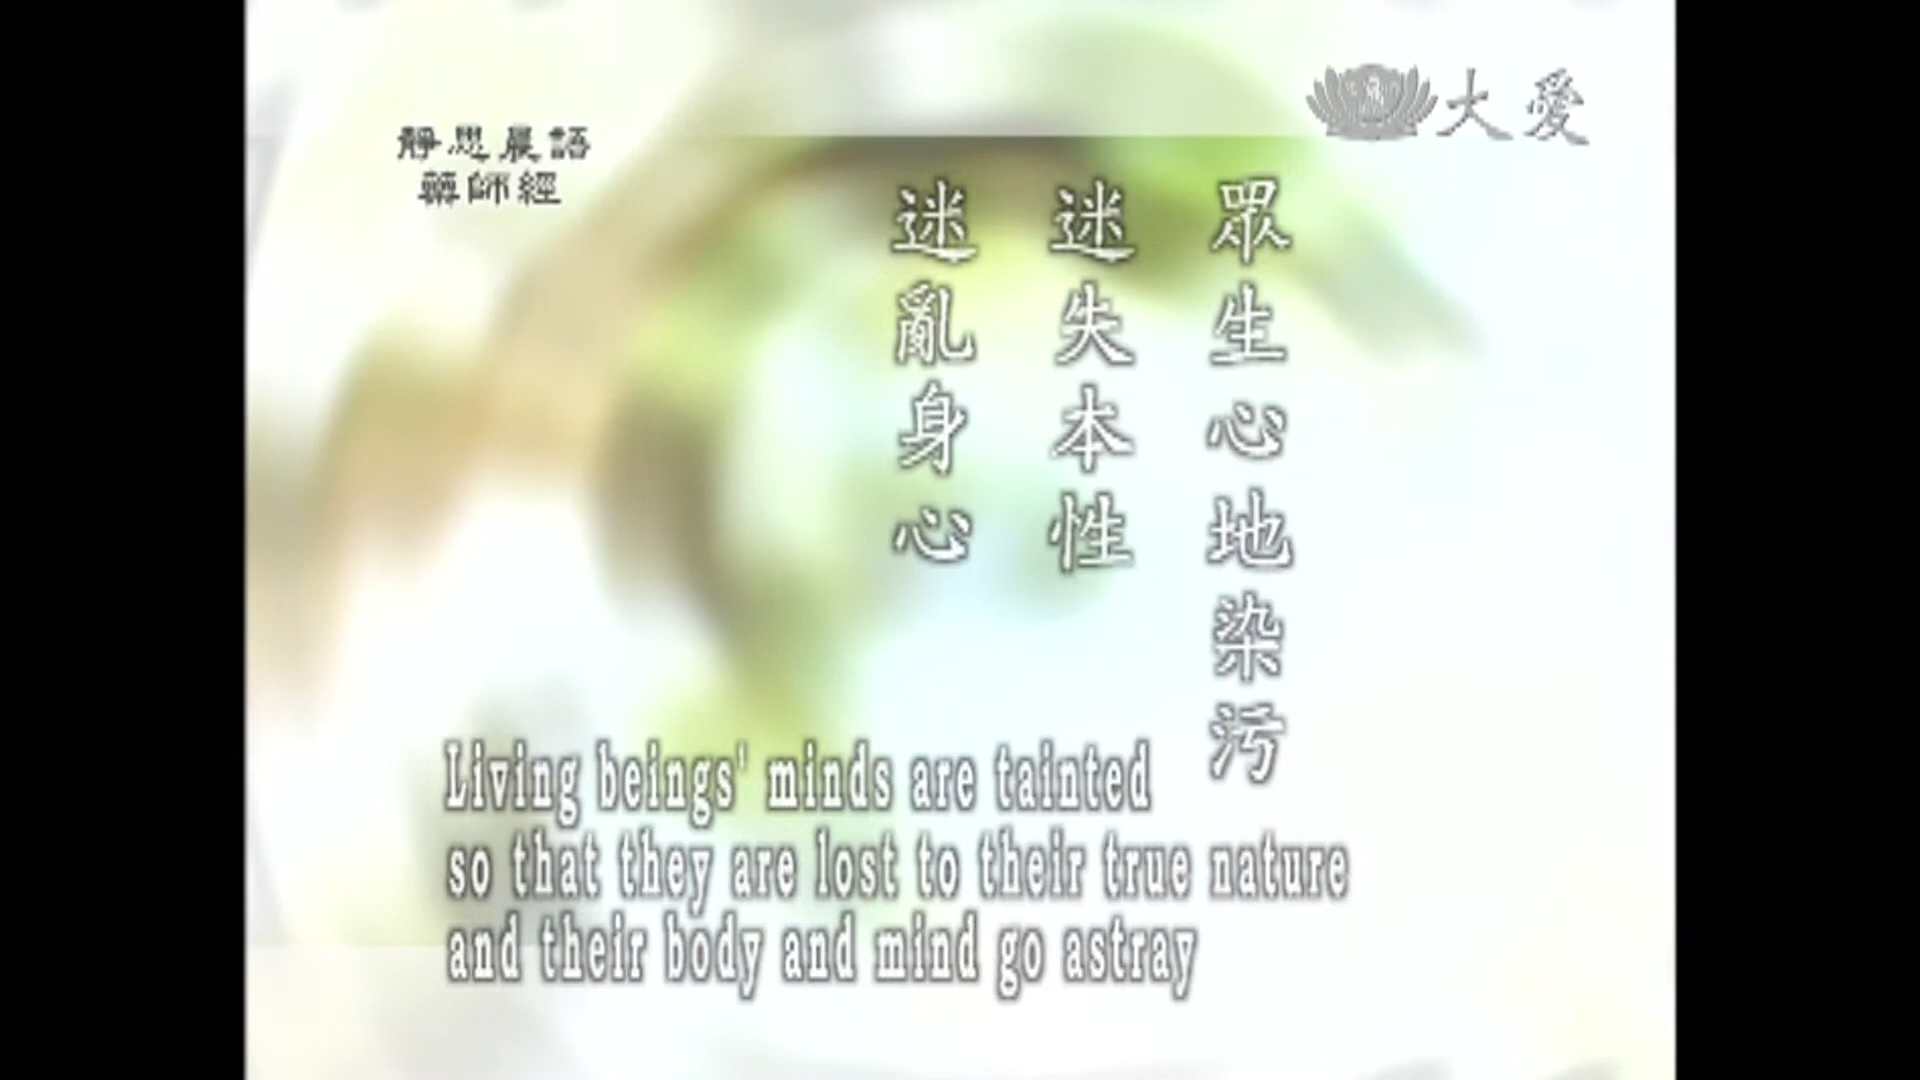 大愛
靜思晨語
藥師經
眾生心地染污
迷失本性
迷亂身心
Living beings' minds are tainted
so that they are lost to their true nature
and their body and mind go astray